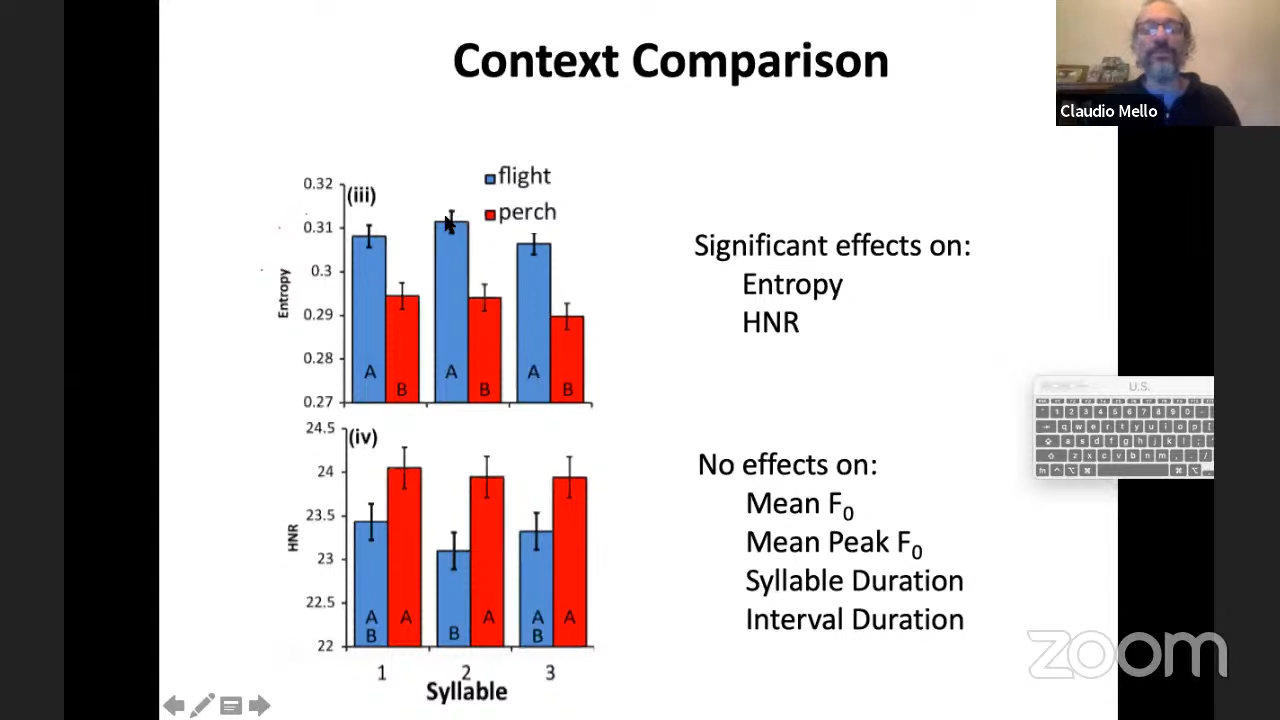 Context Comparison
Claudio Mello
(iii)
flight
perch
0.32
0.31
0.3
0.29
0.28
0.27
Entropy
A
B
A
B
A
B
Significant effects on:
Entropy
HNR
U.S.
(iv)
24.5
24
23.5
23
22.5
22
HNR
A
B
A
B
A
A
B
A
1
2
3
Syllable
No effects on:
Mean F₀
Mean Peak F₀
Syllable Duration
Interval Duration
zoom